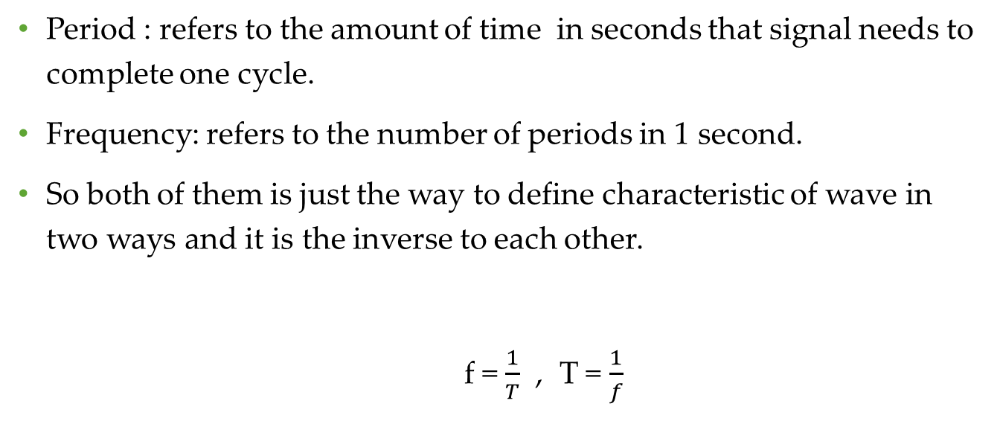 • Period : refers to the amount of time in seconds that signal needs to
complete one cycle.
• Frequency: refers to the number of periods in 1 second.
• So both of them is just the way to define characteristic of wave in
two ways and it is the inverse to each other.
f = 1/T , T = 1/f